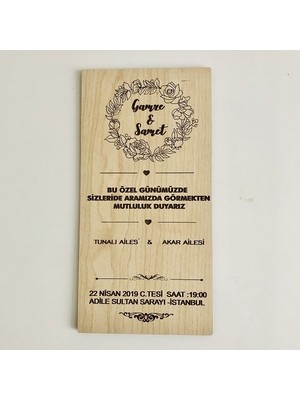 Gamze
&
Samet
BU ÖZEL GÜNÜMÜZDE
SİZLERİDE ARAMIZDA GÖRMEKTEN
MUTLULUK DUYARIZ
TUNALI AİLESİ & AKAR AİLESİ
22 NİSAN 2019 C.TESİ SAAT :19:00
ADİLE SULTAN SARAYI -İSTANBUL